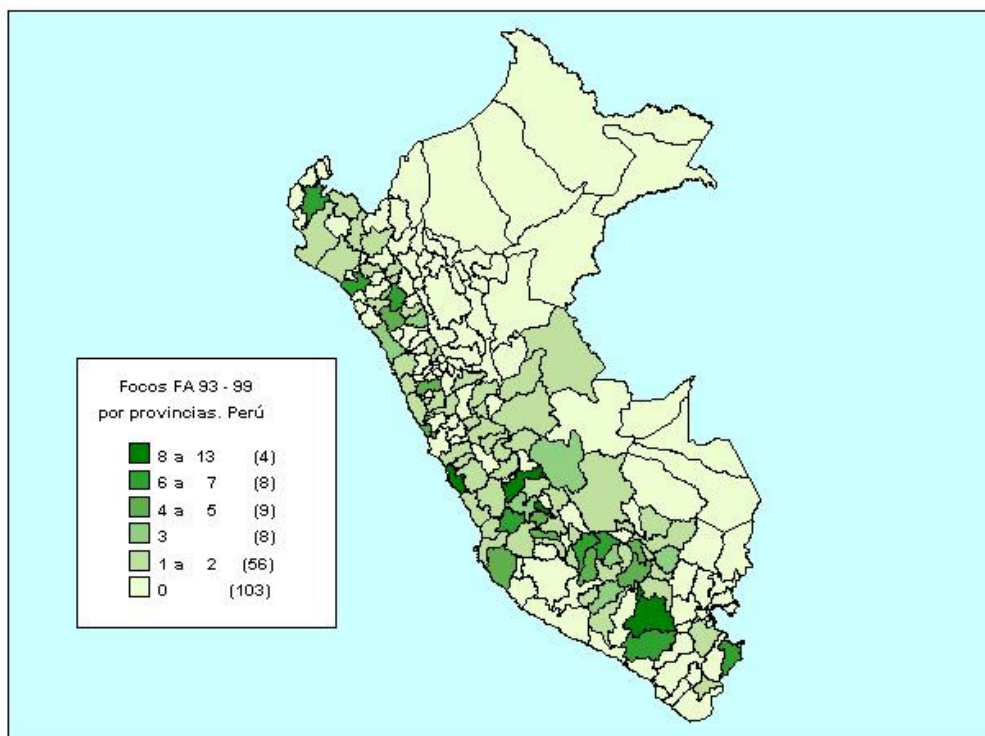 Focos FA 93 - 99
por provincias. Perú
8 a 13 (4)
6 a 7 (8)
4 a 5 (9)
3 (8)
1 a 2 (56)
0 (103)